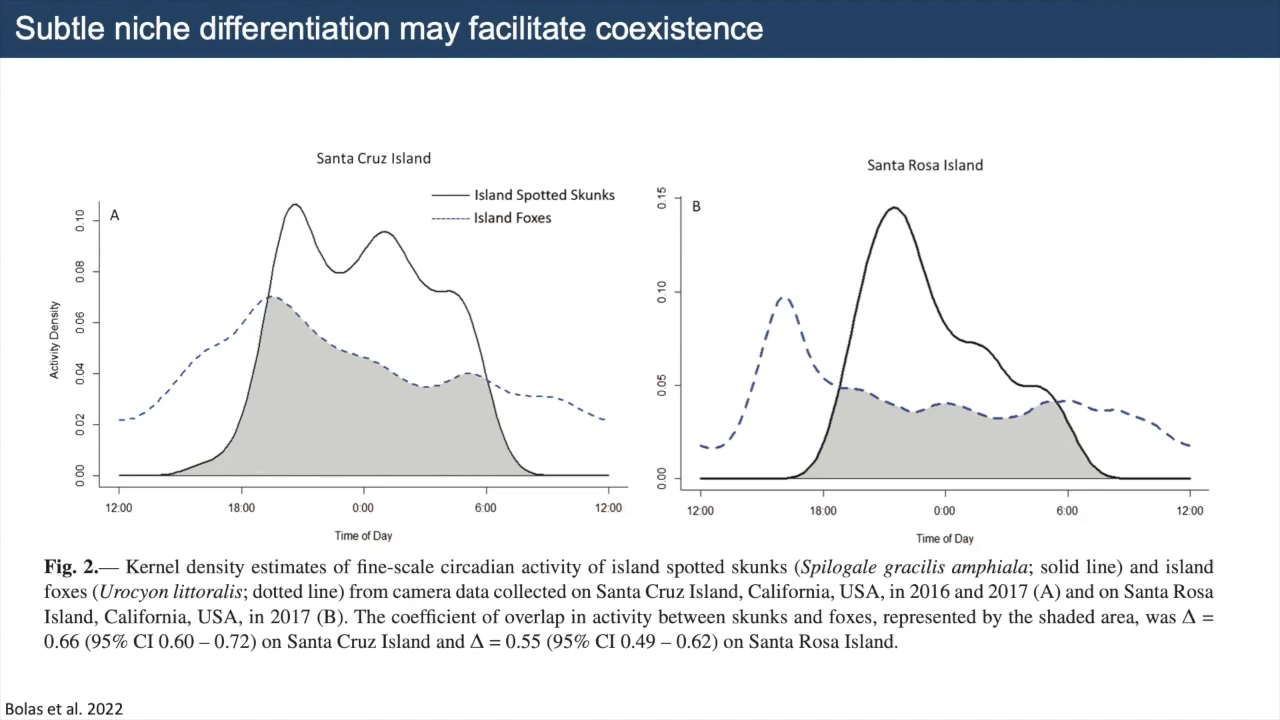 Subtle niche differentiation may facilitate coexistence
Santa Cruz Island
A
Island Spotted Skunks
Island Foxes
Activity Density
0.10
0.08
0.06
0.04
0.02
0.00
12:00
18:00
0:00
6:00
12:00
Time of Day
Santa Rosa Island
B
0.15
0.10
0.05
0.00
12:00
18:00
0:00
6:00
12:00
Time of Day
Fig. 2.— Kernel density estimates of fine-scale circadian activity of island spotted skunks (Spilogale gracilis amphiala; solid line) and island
foxes (Urocyon littoralis; dotted line) from camera data collected on Santa Cruz Island, California, USA, in 2016 and 2017 (A) and on Santa Rosa
Island, California, USA, in 2017 (B). The coefficient of overlap in activity between skunks and foxes, represented by the shaded area, was Δ =
0.66 (95% CI 0.60 – 0.72) on Santa Cruz Island and Δ = 0.55 (95% CI 0.49 – 0.62) on Santa Rosa Island.
Bolas et al. 2022